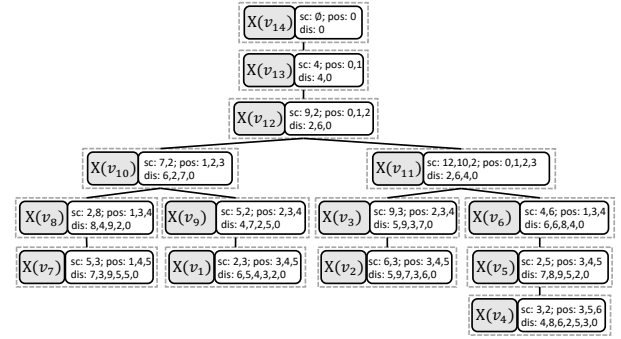 X(v14) sc: Ø; pos: 0
dis: 0
X(v13) sc: 4; pos: 0,1
dis: 4,0
X(v12) sc: 9,2; pos: 0,1,2
dis: 2,6,0
X(v10) sc: 7,2; pos: 1,2,3
dis: 6,2,7,0
X(v11) sc: 12,10,2; pos: 0,1,2,3
dis: 2,6,4,0
X(v8) sc: 2,8; pos: 1,3,4
dis: 8,4,9,2,0
X(v9) sc: 5,2; pos: 2,3,4
dis: 4,7,2,5,0
X(v3) sc: 9,3; pos: 2,3,4
dis: 5,9,3,7,0
X(v6) sc: 4,6; pos: 1,3,4
dis: 6,6,8,4,0
X(v7) sc: 5,3; pos: 1,4,5
dis: 7,3,9,5,5,0
X(v1) sc: 2,3; pos: 3,4,5
dis: 6,5,4,3,2,0
X(v2) sc: 6,3; pos: 3,4,5
dis: 5,9,7,3,6,0
X(v5) sc: 2,5; pos: 3,4,5
dis: 7,8,9,5,2,0
X(v4) sc: 3,2; pos: 3,5,6
dis: 4,8,6,2,5,3,0